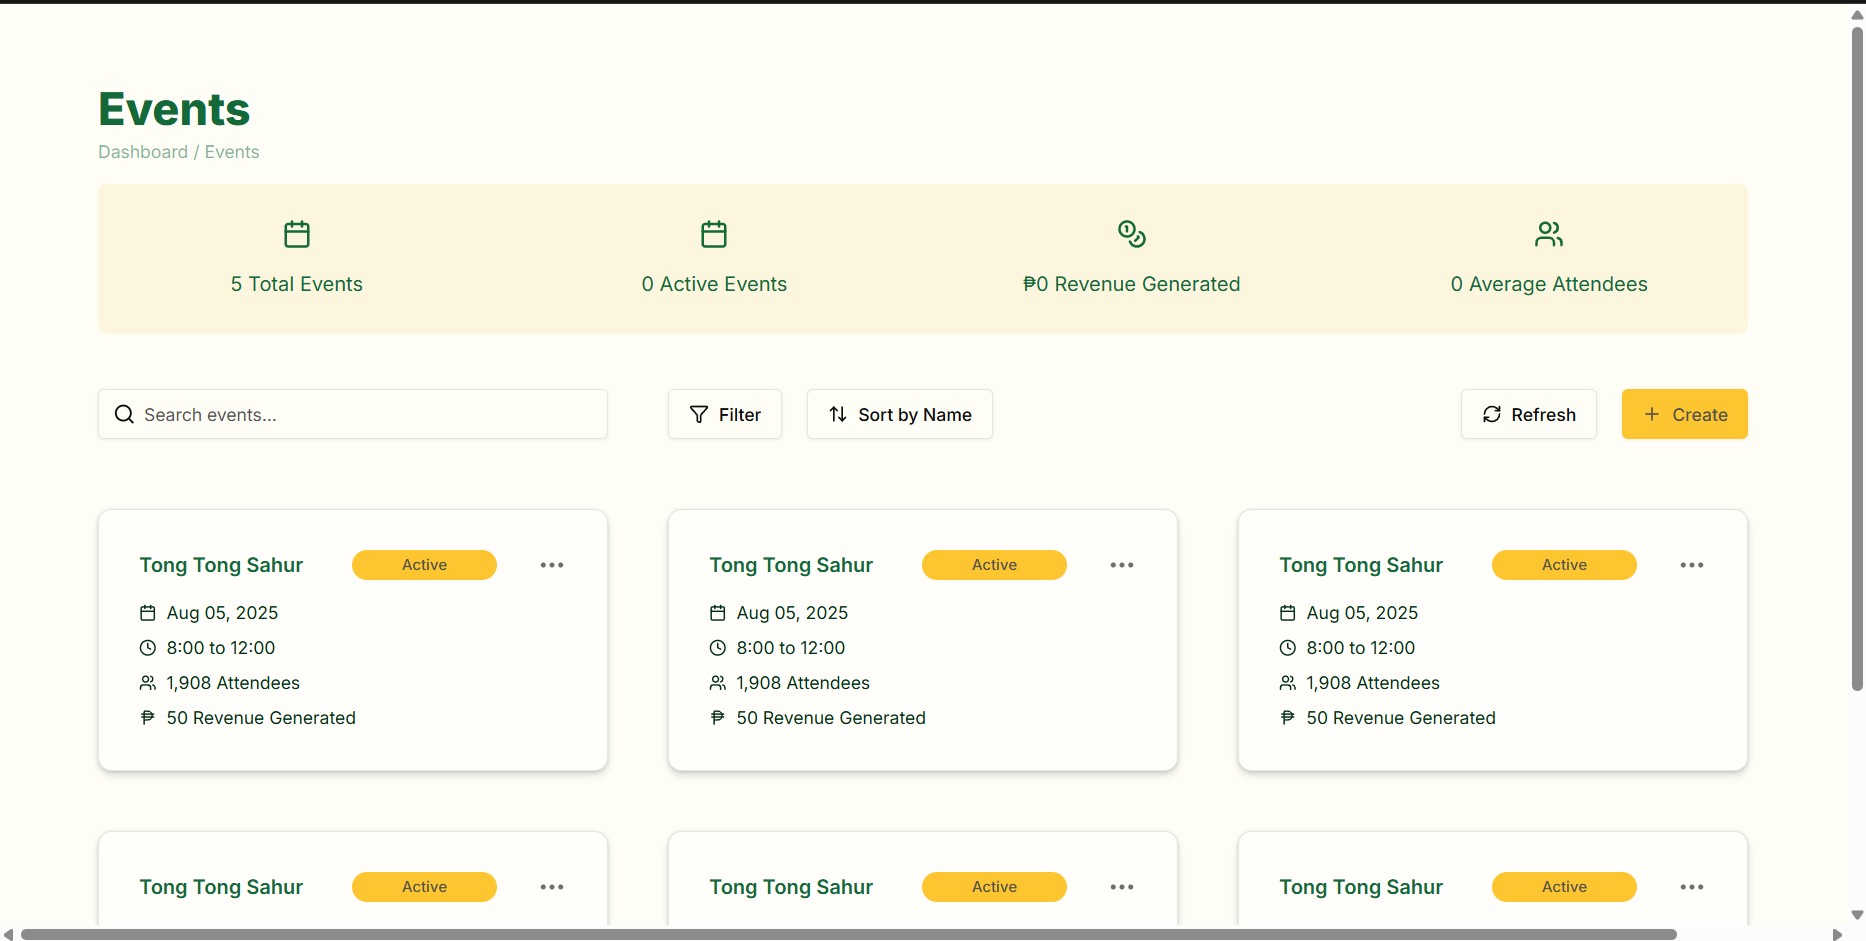 Events
Dashboard / Events
5 Total Events
0 Active Events
₱0 Revenue Generated
0 Average Attendees
Search events...
Filter
Sort by Name
Refresh
Create
Tong Tong Sahur
Active
Aug 05, 2025
8:00 to 12:00
1,908 Attendees
₱ 50 Revenue Generated
Tong Tong Sahur
Active
Aug 05, 2025
8:00 to 12:00
1,908 Attendees
₱ 50 Revenue Generated
Tong Tong Sahur
Active
Aug 05, 2025
8:00 to 12:00
1,908 Attendees
₱ 50 Revenue Generated
Tong Tong Sahur
Active
Tong Tong Sahur
Active
Tong Tong Sahur
Active